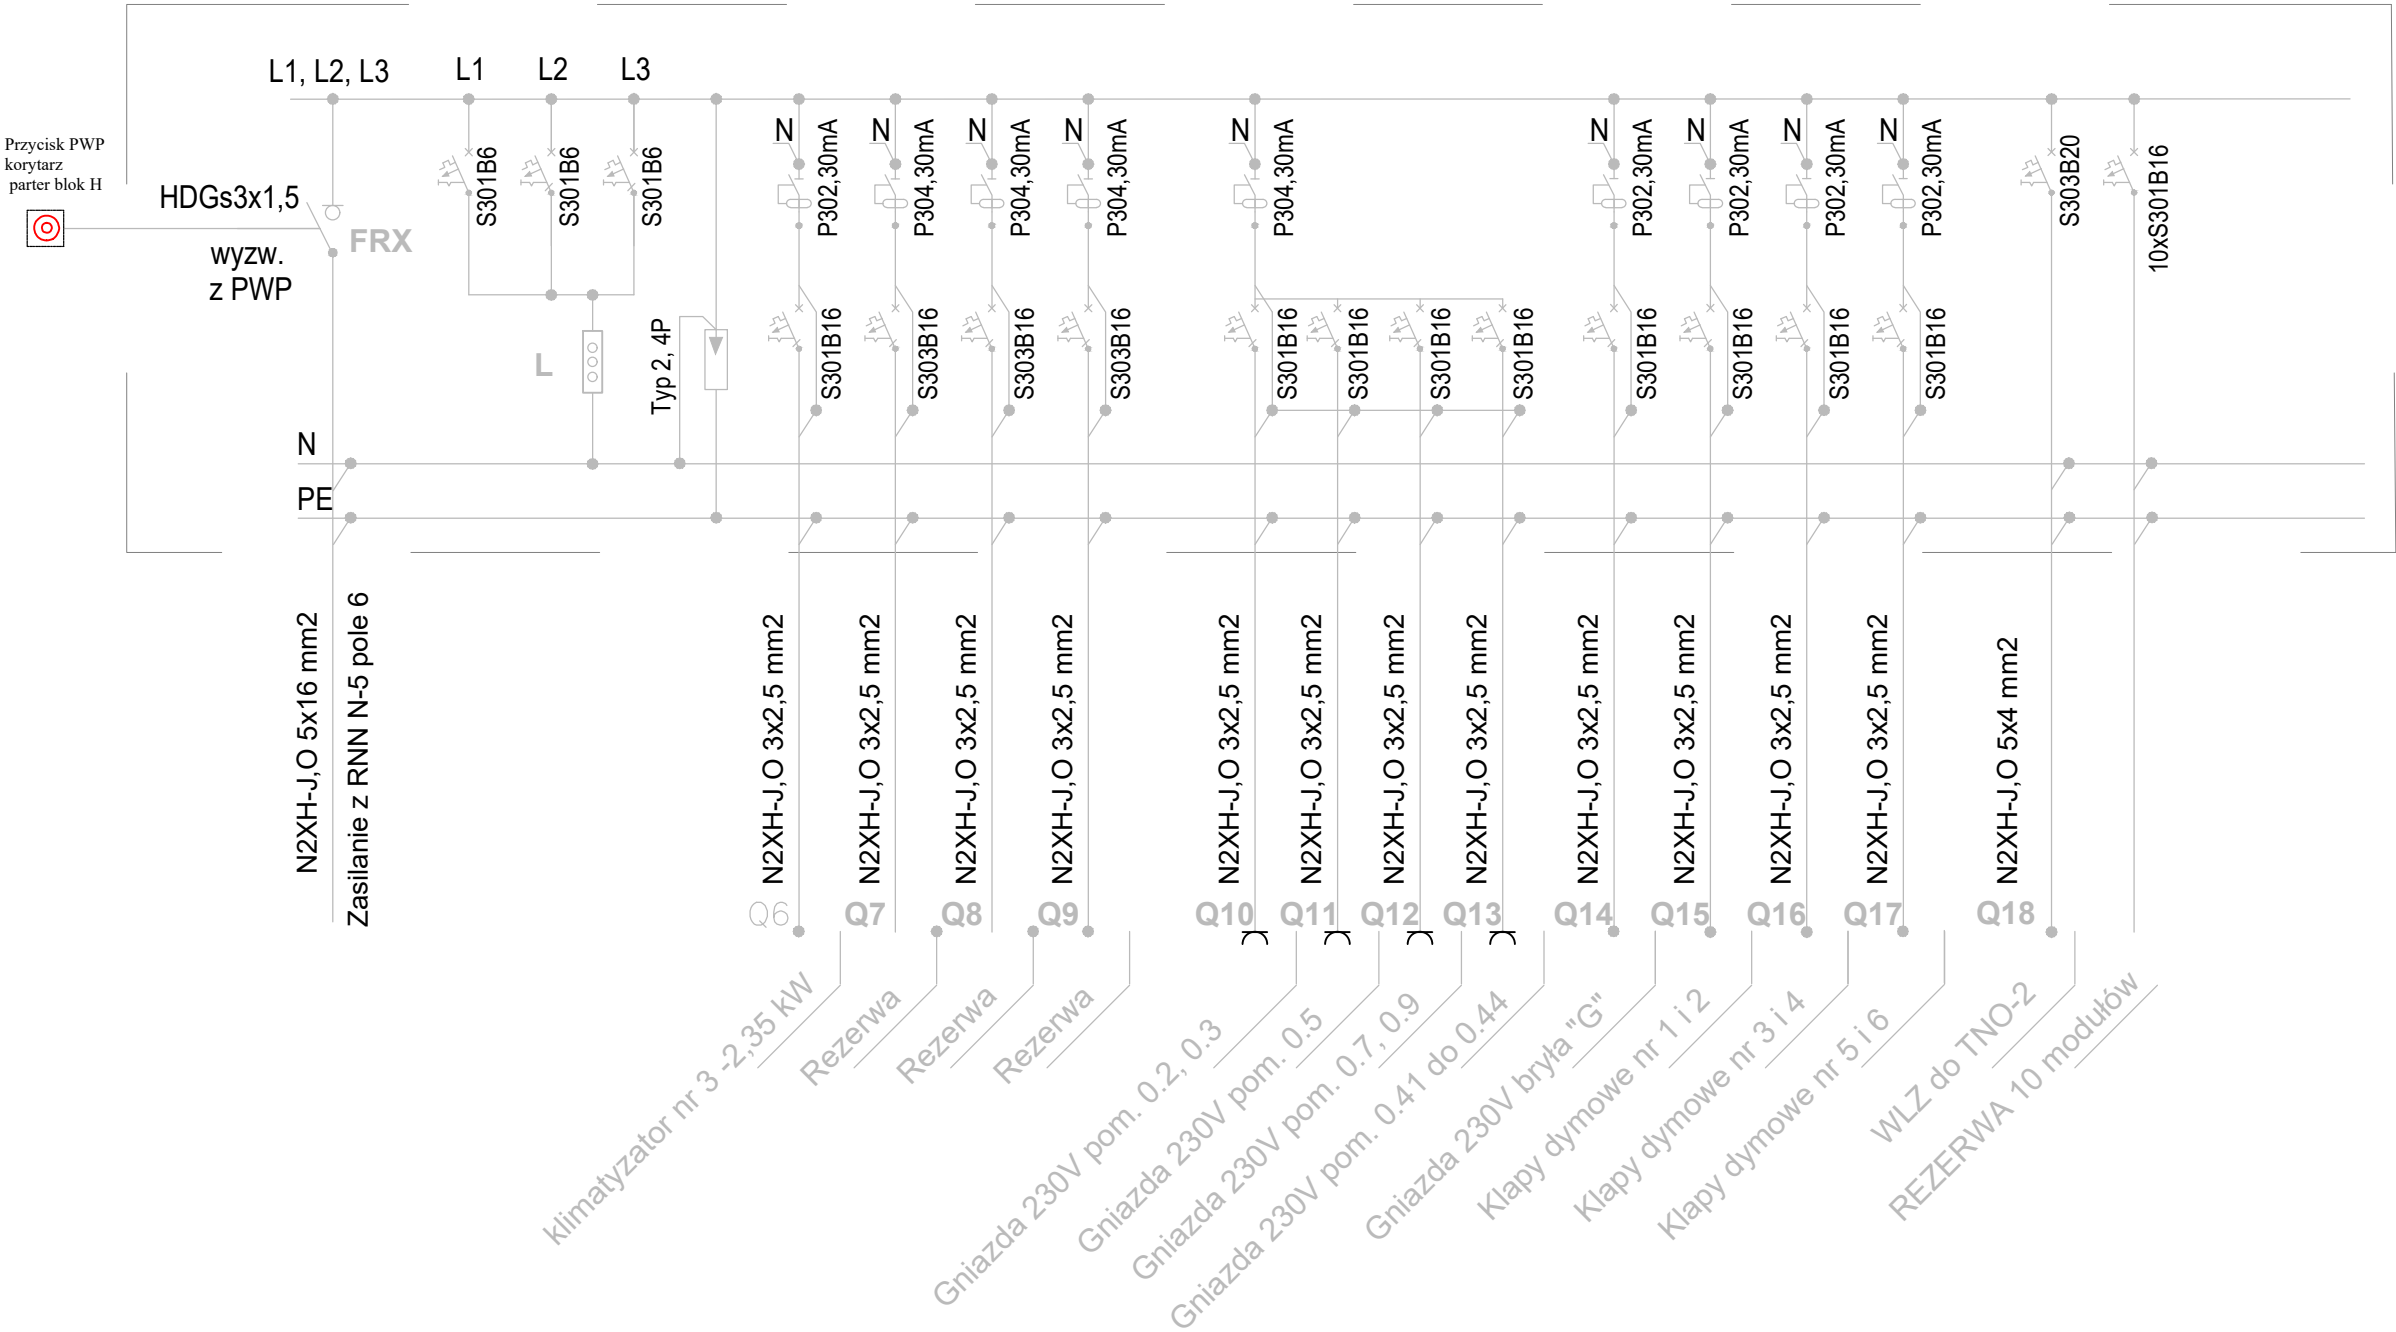 L1, L2, L3
L1
L2
L3
Przycisk PWP
korytarz
parter blok H
HDGs3x1,5
wyzw.
z PWP
FRX
S301B6
S301B6
S301B6
L
Typ 2, 4P
N
P302,30mA
N
P304,30mA
N
P304,30mA
N
P304,30mA
N
P304,30mA
N
P302,30mA
N
P302,30mA
N
P302,30mA
N
P302,30mA
S303B20
10xS301B16
S301B16
S303B16
S303B16
S303B16
S301B16
S301B16
S301B16
S301B16
S301B16
S301B16
S301B16
S301B16
N
PE
N2XH-J,O 5x16 mm2
Zasilanie z RNN N-5 pole 6
N2XH-J,O 3x2,5 mm2
N2XH-J,O 3x2,5 mm2
N2XH-J,O 3x2,5 mm2
N2XH-J,O 3x2,5 mm2
N2XH-J,O 3x2,5 mm2
N2XH-J,O 3x2,5 mm2
N2XH-J,O 3x2,5 mm2
N2XH-J,O 3x2,5 mm2
N2XH-J,O 3x2,5 mm2
N2XH-J,O 3x2,5 mm2
N2XH-J,O 3x2,5 mm2
N2XH-J,O 3x2,5 mm2
N2XH-J,O 5x4 mm2
Q6
Q7
Q8
Q9
Q10
Q11
Q12
Q13
Q14
Q15
Q16
Q17
Q18
klimatyzator nr 3 -2,35 kW
Rezerwa
Rezerwa
Rezerwa
Gniazda 230V pom. 0.2, 0.3
Gniazda 230V pom. 0.5
Gniazda 230V pom. 0.7, 0.9
Gniazda 230V pom. 0.41 do 0.44
Gniazda 230V bryła "G"
Klapy dymowe nr 1 i 2
Klapy dymowe nr 3 i 4
Klapy dymowe nr 5 i 6
WLZ do TNO-2
REZERWA 10 modułów